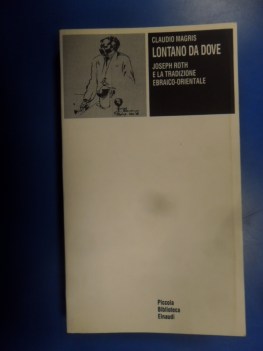 CLAUDIO MAGRIS
LONTANO DA DOVE
JOSEPH ROTH
E LA TRADIZIONE
EBRAICO-ORIENTALE
Piccola
Biblioteca
Einaudi